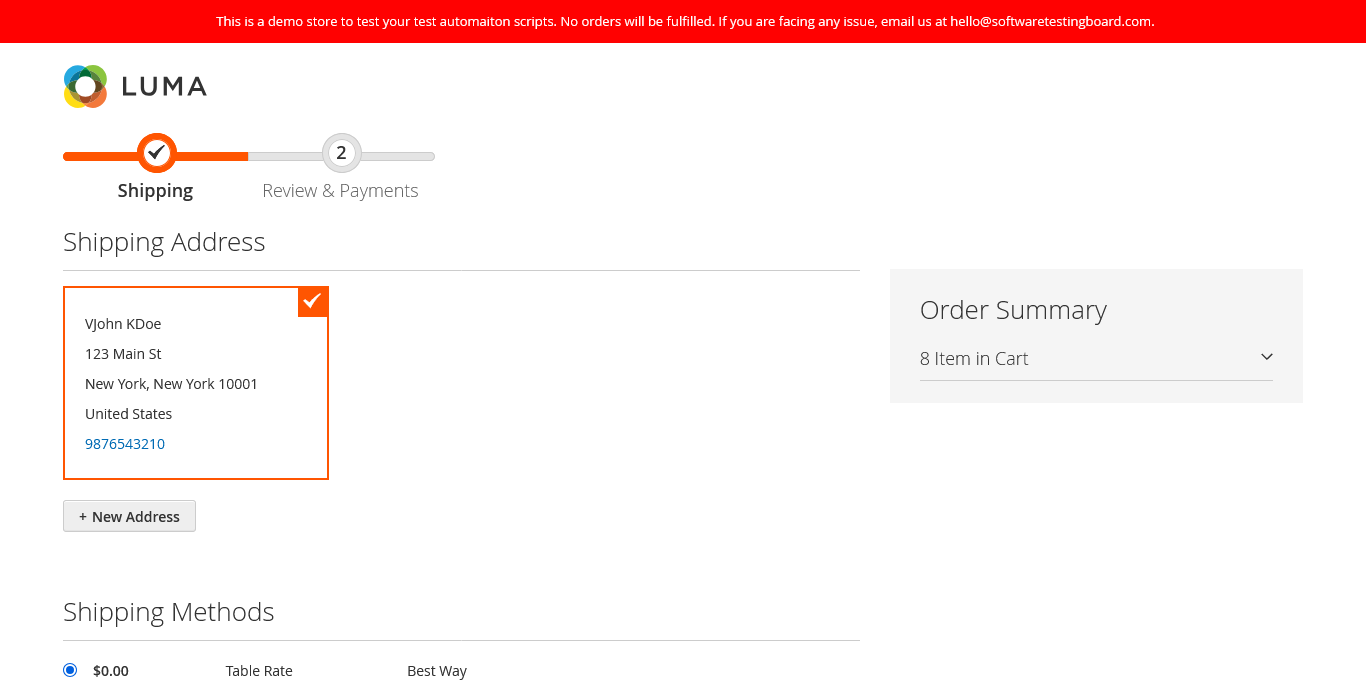 This is a demo store to test your test automaiton scripts. No orders will be fulfilled. If you are facing any issue, email us at hello@softwaretestingboard.com.
LUMA
2
Shipping
Review & Payments
Shipping Address
VJohn KDoe
123 Main St
New York, New York 10001
United States
9876543210
+ New Address
Order Summary
8 Item in Cart
Shipping Methods
$0.00 Table Rate Best Way